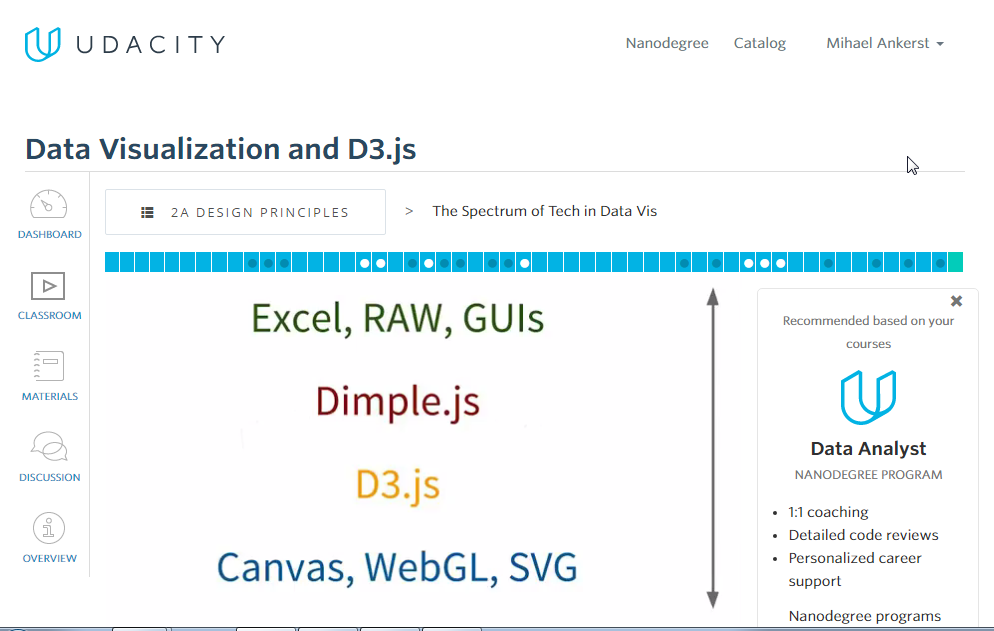 UDACITY
Nanodegree Catalog Mihael Ankerst
Data Visualization and D3.js
2A DESIGN PRINCIPLES > The Spectrum of Tech in Data Vis
DASHBOARD
CLASSROOM
MATERIALS
DISCUSSION
OVERVIEW
Excel, RAW, GUIs
Dimple.js
D3.js
Canvas, WebGL, SVG
Recommended based on your
courses
Data Analyst
NANODEGREE PROGRAM
• 1:1 coaching
• Detailed code reviews
• Personalized career
support
Nanodegree programs